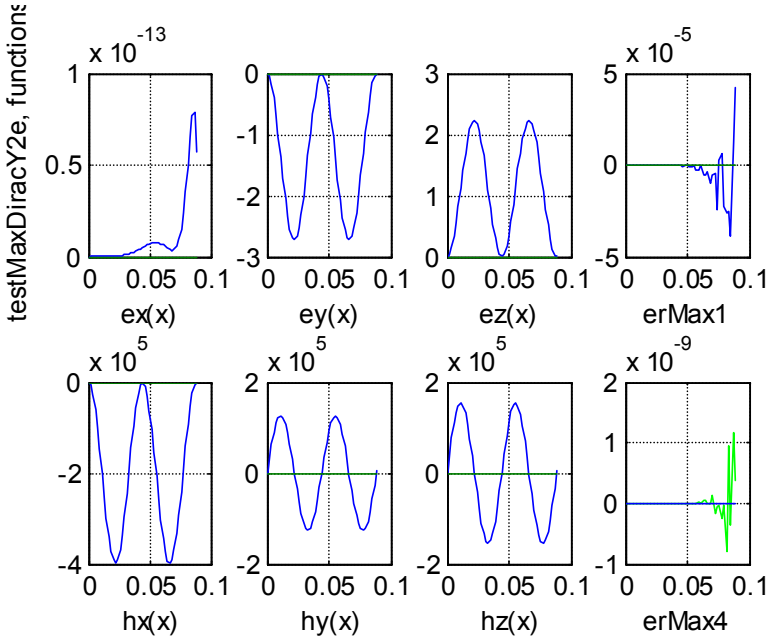 testMaxDiracY2e, functions
x 10^-13
1
0.5
0
0 0.05 0.1
ex(x)
0
-1
-2
-3
0 0.05 0.1
ey(x)
3
2
1
0
0 0.05 0.1
ez(x)
x 10^-5
5
0
-5
0 0.05 0.1
erMax1
x 10^5
0
-2
-4
0 0.05 0.1
hx(x)
x 10^5
2
0
-2
0 0.05 0.1
hy(x)
x 10^5
2
0
-2
0 0.05 0.1
hz(x)
x 10^-9
2
1
0
-1
0 0.05 0.1
erMax4